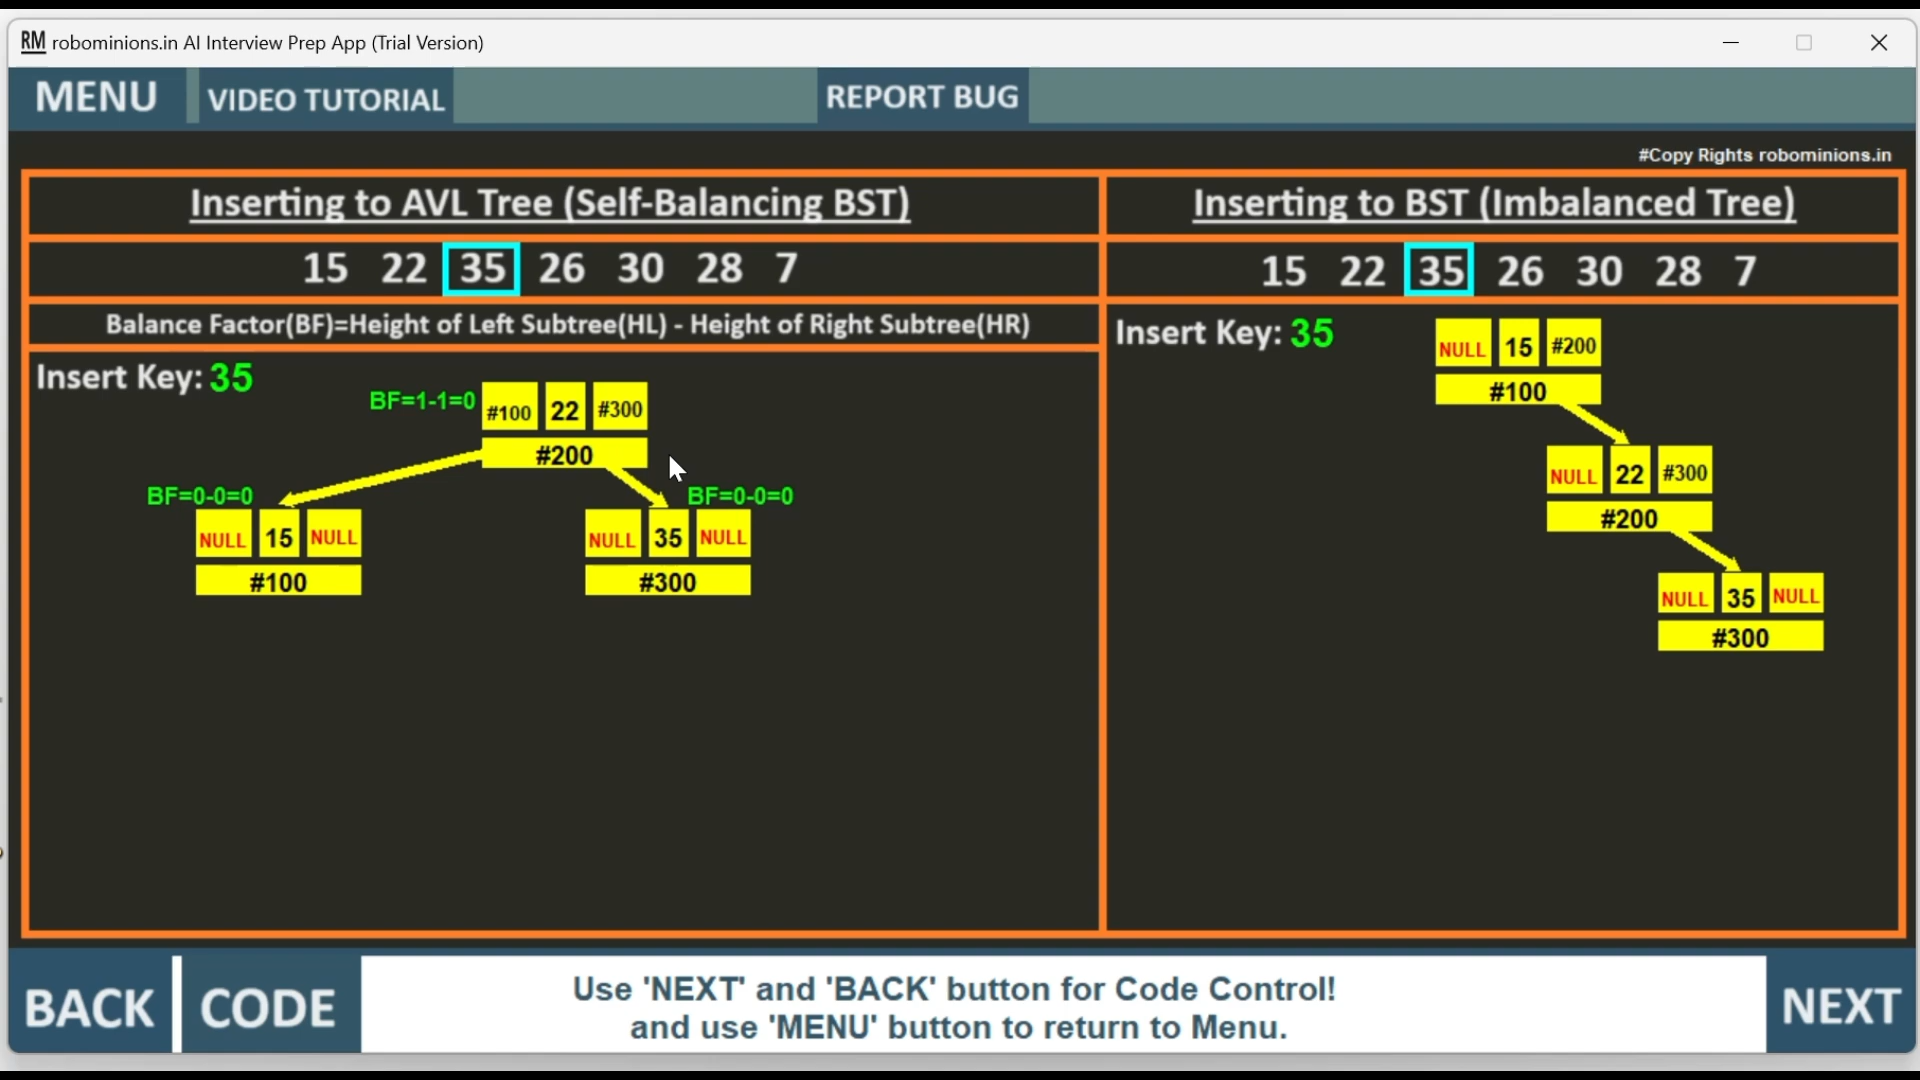 RM robominions.in AI Interview Prep App (Trial Version)
MENU VIDEO TUTORIAL REPORT BUG
#Copy Rights robominions.in
Inserting to AVL Tree (Self-Balancing BST)
15 22 35 26 30 28 7
Balance Factor(BF)=Height of Left Subtree(HL) - Height of Right Subtree(HR)
Insert Key: 35
BF=1-1=0 #100 22 #300
#200
BF=0-0=0 BF=0-0=0
NULL 15 NULL NULL 35 NULL
#100 #300
Inserting to BST (Imbalanced Tree)
15 22 35 26 30 28 7
Insert Key: 35
NULL 15 #200
#100
NULL 22 #300
#200
NULL 35 NULL
#300
BACK CODE
Use 'NEXT' and 'BACK' button for Code Control!
and use 'MENU' button to return to Menu.
NEXT